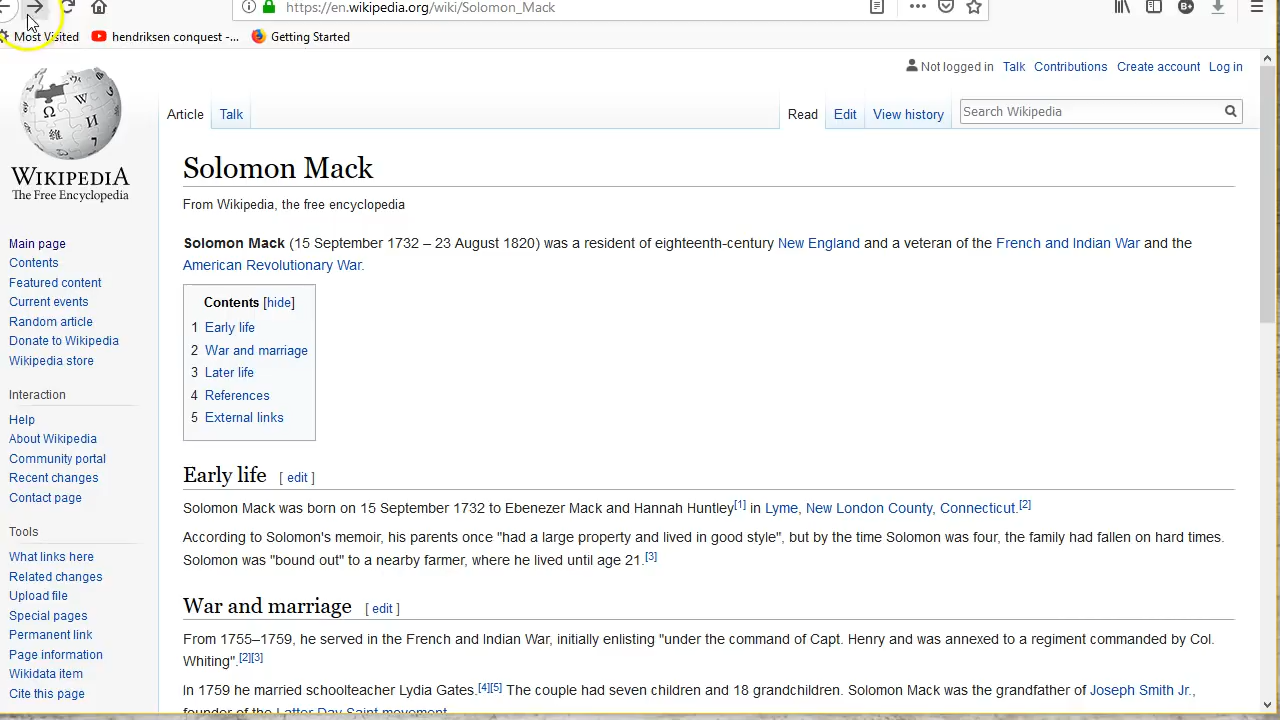 https://en.wikipedia.org/wiki/Solomon_Mack
Most Visited hendriksen conquest -... Getting Started
Not logged in Talk Contributions Create account Log in
Article Talk Read Edit View history Search Wikipedia
WIKIPEDIA
The Free Encyclopedia
Main page
Contents
Featured content
Current events
Random article
Donate to Wikipedia
Wikipedia store
Interaction
Help
About Wikipedia
Community portal
Recent changes
Contact page
Tools
What links here
Related changes
Upload file
Special pages
Permanent link
Page information
Wikidata item
Cite this page
Solomon Mack
From Wikipedia, the free encyclopedia
Solomon Mack (15 September 1732 – 23 August 1820) was a resident of eighteenth-century New England and a veteran of the French and Indian War and the
American Revolutionary War.
Contents [hide]
1 Early life
2 War and marriage
3 Later life
4 References
5 External links
Early life [ edit ]
Solomon Mack was born on 15 September 1732 to Ebenezer Mack and Hannah Huntley[1] in Lyme, New London County, Connecticut.[2]
According to Solomon's memoir, his parents once "had a large property and lived in good style", but by the time Solomon was four, the family had fallen on hard times.
Solomon was "bound out" to a nearby farmer, where he lived until age 21.[3]
War and marriage [ edit ]
From 1755–1759, he served in the French and Indian War, initially enlisting "under the command of Capt. Henry and was annexed to a regiment commanded by Col.
Whiting".[2][3]
In 1759 he married schoolteacher Lydia Gates.[4][5] The couple had seven children and 18 grandchildren. Solomon Mack was the grandfather of Joseph Smith Jr.,
founder of the Latter Day Saint movement.